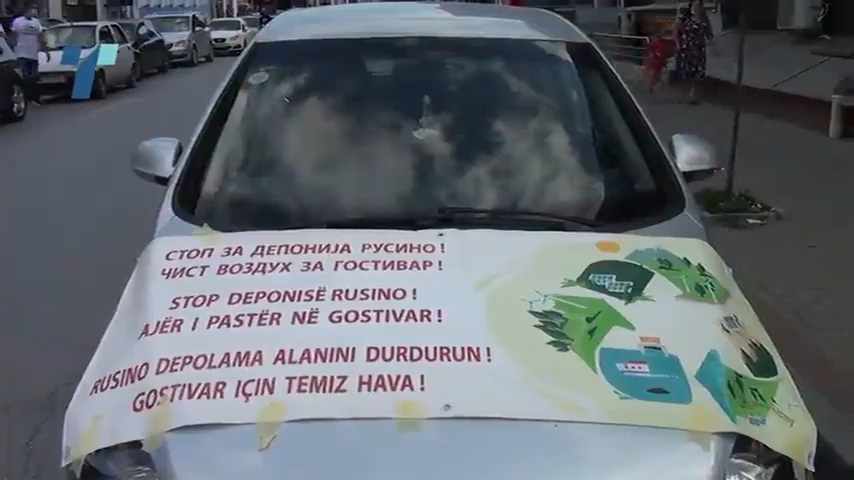 СТОП ЗА ДЕПОНИЈА РУСИНО!
ЧИСТ ВОЗДУХ ЗА ГОСТИВАР!
STOP DEPONISË RUSINO!
AJËR I PASTËR NË GOSTIVAR!
RUSINO DEPOLAMA ALANINI DURDURUN!
GOSTIVAR İÇIN TEMIZ HAVA!